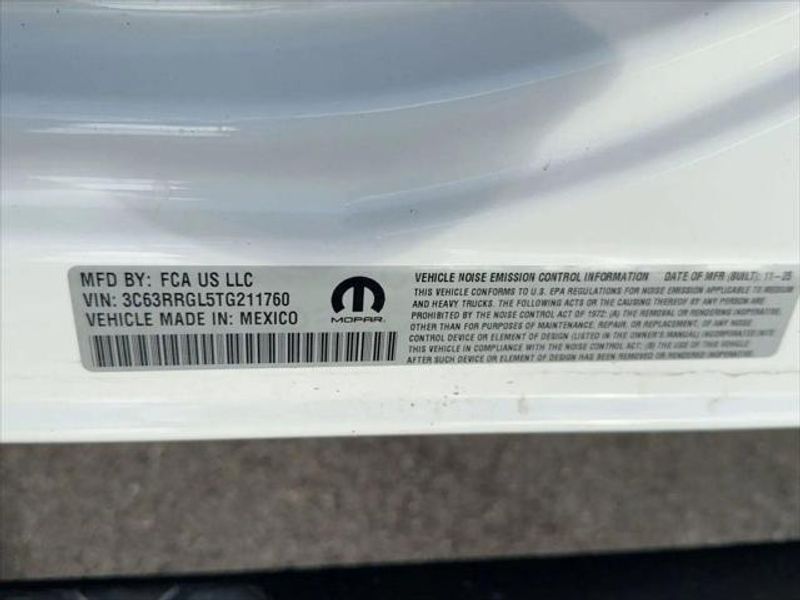 MFD BY: FCA US LLC
VIN: 3C63RRGL5TG211760
VEHICLE MADE IN: MEXICO
MOPAR.
VEHICLE NOISE EMISSION CONTROL INFORMATION DATE OF MFR (BUILT): 11-25
THIS VEHICLE CONFORMS TO U.S. EPA REGULATIONS FOR NOISE EMISSION APPLICABLE TO MEDIUM
AND HEAVY TRUCKS. THE FOLLOWING ACTS OR CAUSING THEREOF BY ANY PERSON ARE
PROHIBITED BY THE NOISE CONTROL ACT OF 1972: (A) THE REMOVAL OR RENDERING INOPERATIVE,
OTHER THAN FOR PURPOSES OF MAINTENANCE, REPAIR, OR REPLACEMENT, OF ANY NOISE
CONTROL DEVICE OR ELEMENT OF DESIGN (LISTED IN THE OWNER'S MANUAL) INCORPORATED INTO
THIS VEHICLE IN COMPLIANCE WITH THE NOISE CONTROL ACT; (B) THE USE OF THIS VEHICLE
AFTER SUCH DEVICE OR ELEMENT OF DESIGN HAS BEEN REMOVED OR RENDERED INOPERATIVE.